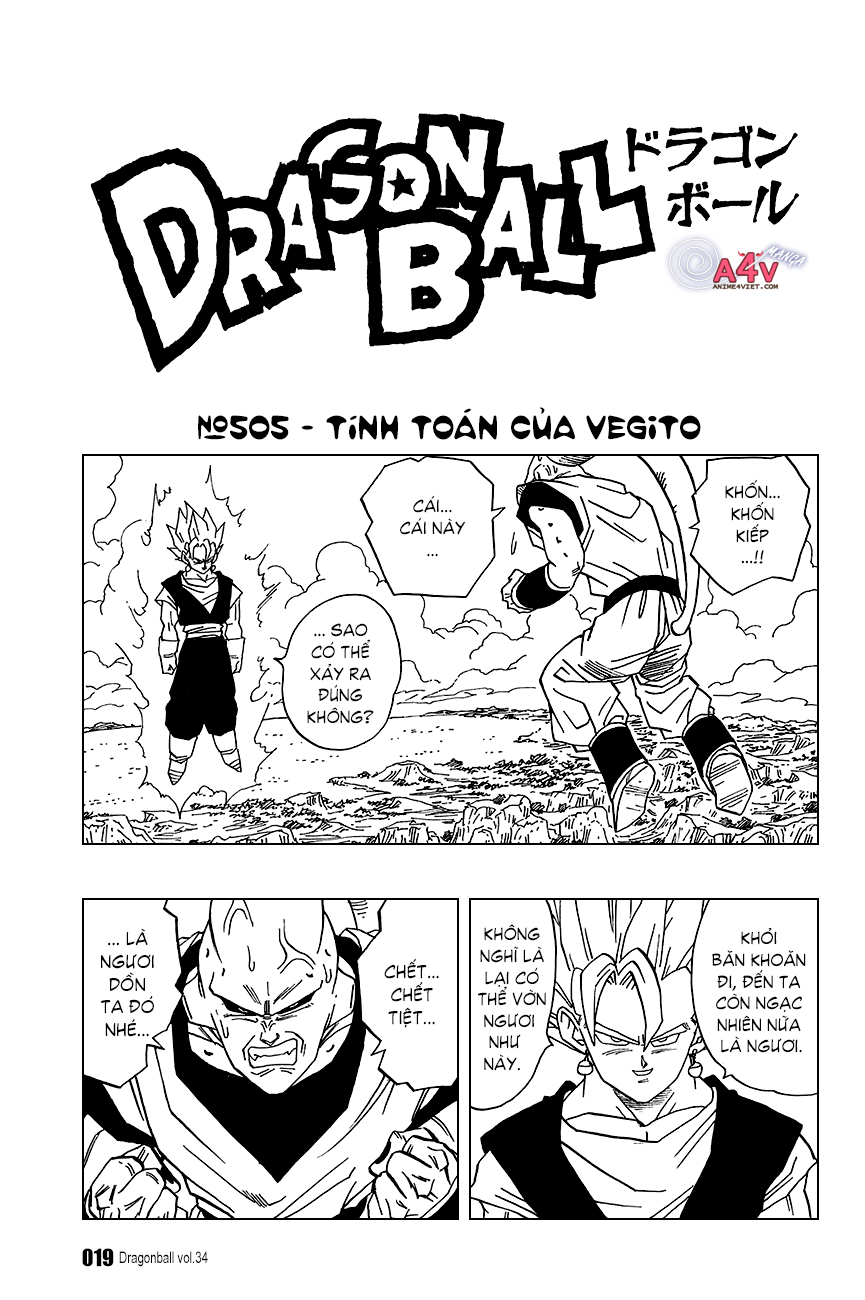 DRAGON
BALL
ドラゴン
ボール
A4V
MANGA
ANIME4VIET.COM
№505 - TÍNH TOÁN CỦA VEGITO
KHỐN...
KHỐN
KIẾP
...!!
CÁI...
CÁI NÀY
...
... SAO
CÓ THỂ
XẢY RA
ĐÚNG
KHÔNG?
KHỎI
BĂN KHOĂN
ĐI, ĐẾN TA
CÒN NGẠC
NHIÊN NỮA
LÀ NGƯƠI.
KHÔNG
NGHĨ LÀ
LẠI CÓ
THỂ VỜN
NGƯƠI
NHƯ
NÀY.
CHẾT...
CHẾT
TIỆT...
... LÀ
NGƯƠI
DỒN
TA ĐÓ
NHÉ...
019 Dragonball vol.34